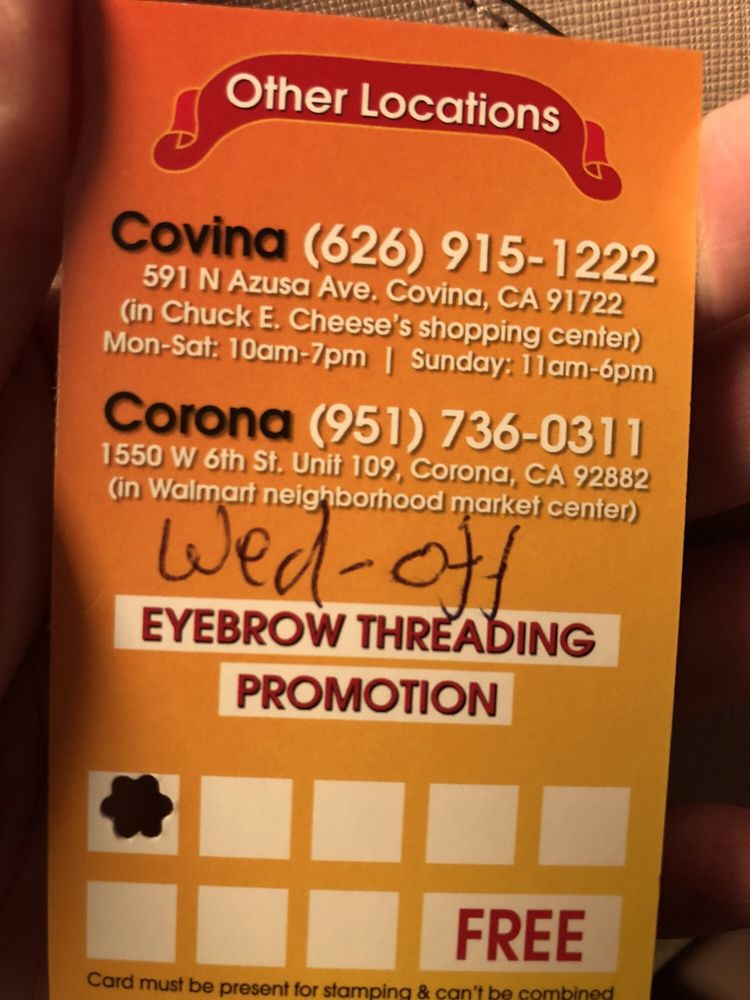 Other Locations
Covina (626) 915-1222
591 N Azusa Ave. Covina, CA 91722
(in Chuck E. Cheese's shopping center)
Mon-Sat: 10am-7pm | Sunday: 11am-6pm
Corona (951) 736-0311
1550 W 6th St. Unit 109, Corona, CA 92882
(in Walmart neighborhood market center)
Wed-off
EYEBROW THREADING
PROMOTION
FREE
Card must be present for stamping & can't be combined